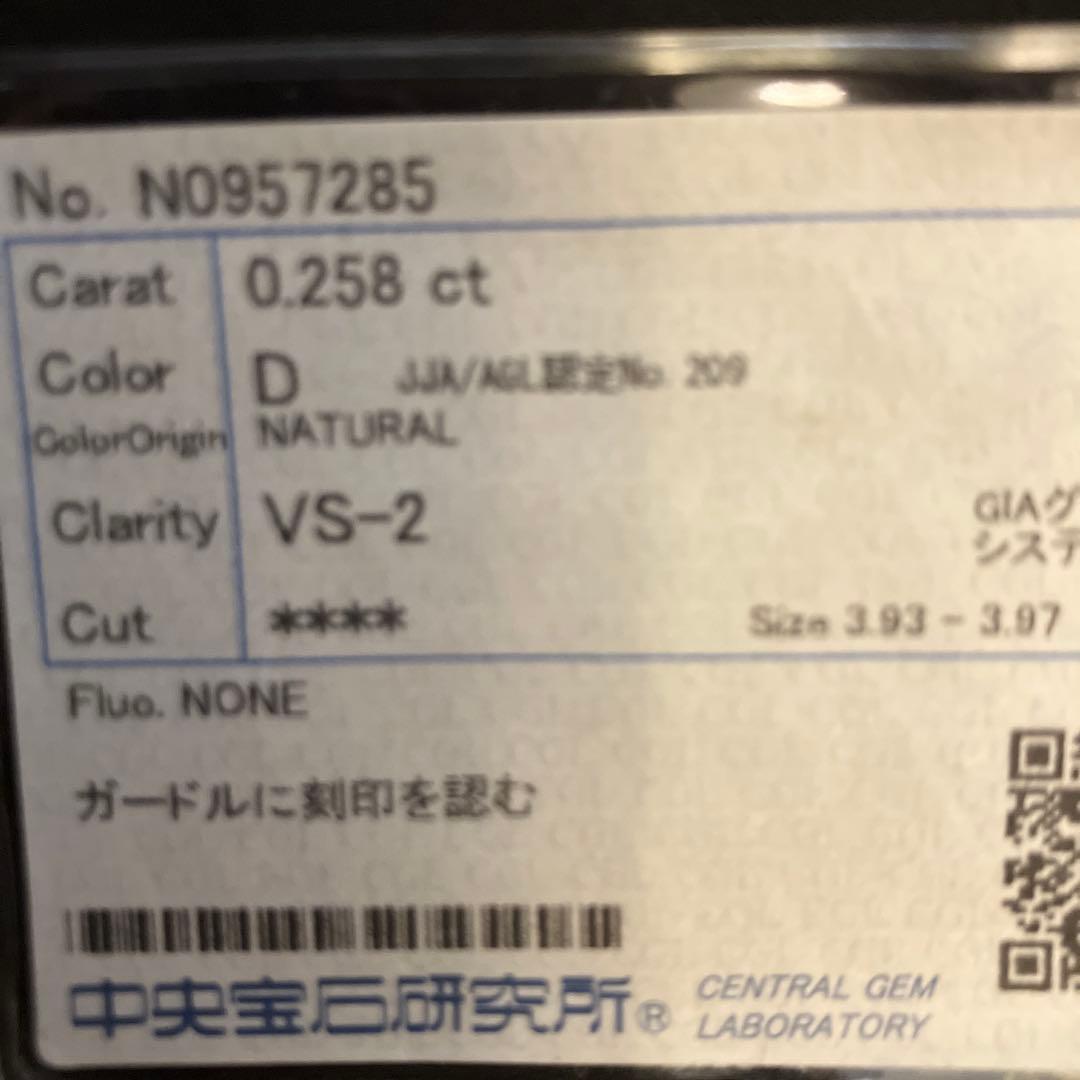 No. N0957285
Carat 0.258 ct
Color D JJA/AGL認定No. 209
ColorOrigin NATURAL
Clarity VS-2 GIAグ
システ
Cut **** Size 3.93 - 3.97
Fluo. NONE
ガードルに刻印を認む
中央宝石研究所® CENTRAL GEM
LABORATORY